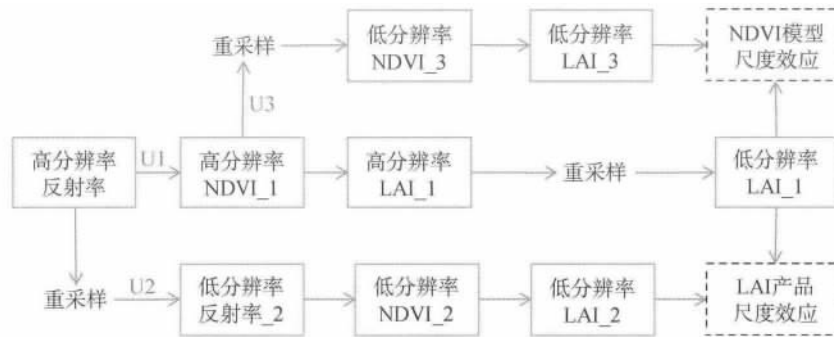 重采样
低分辨率
NDVI_3
低分辨率
LAI_3
NDVI模型
尺度效应
U3
高分辨率
反射率
U1
高分辨率
NDVI_1
高分辨率
LAI_1
重采样
低分辨率
LAI_1
重采样
U2
低分辨率
反射率_2
低分辨率
NDVI_2
低分辨率
LAI_2
LAI产品
尺度效应